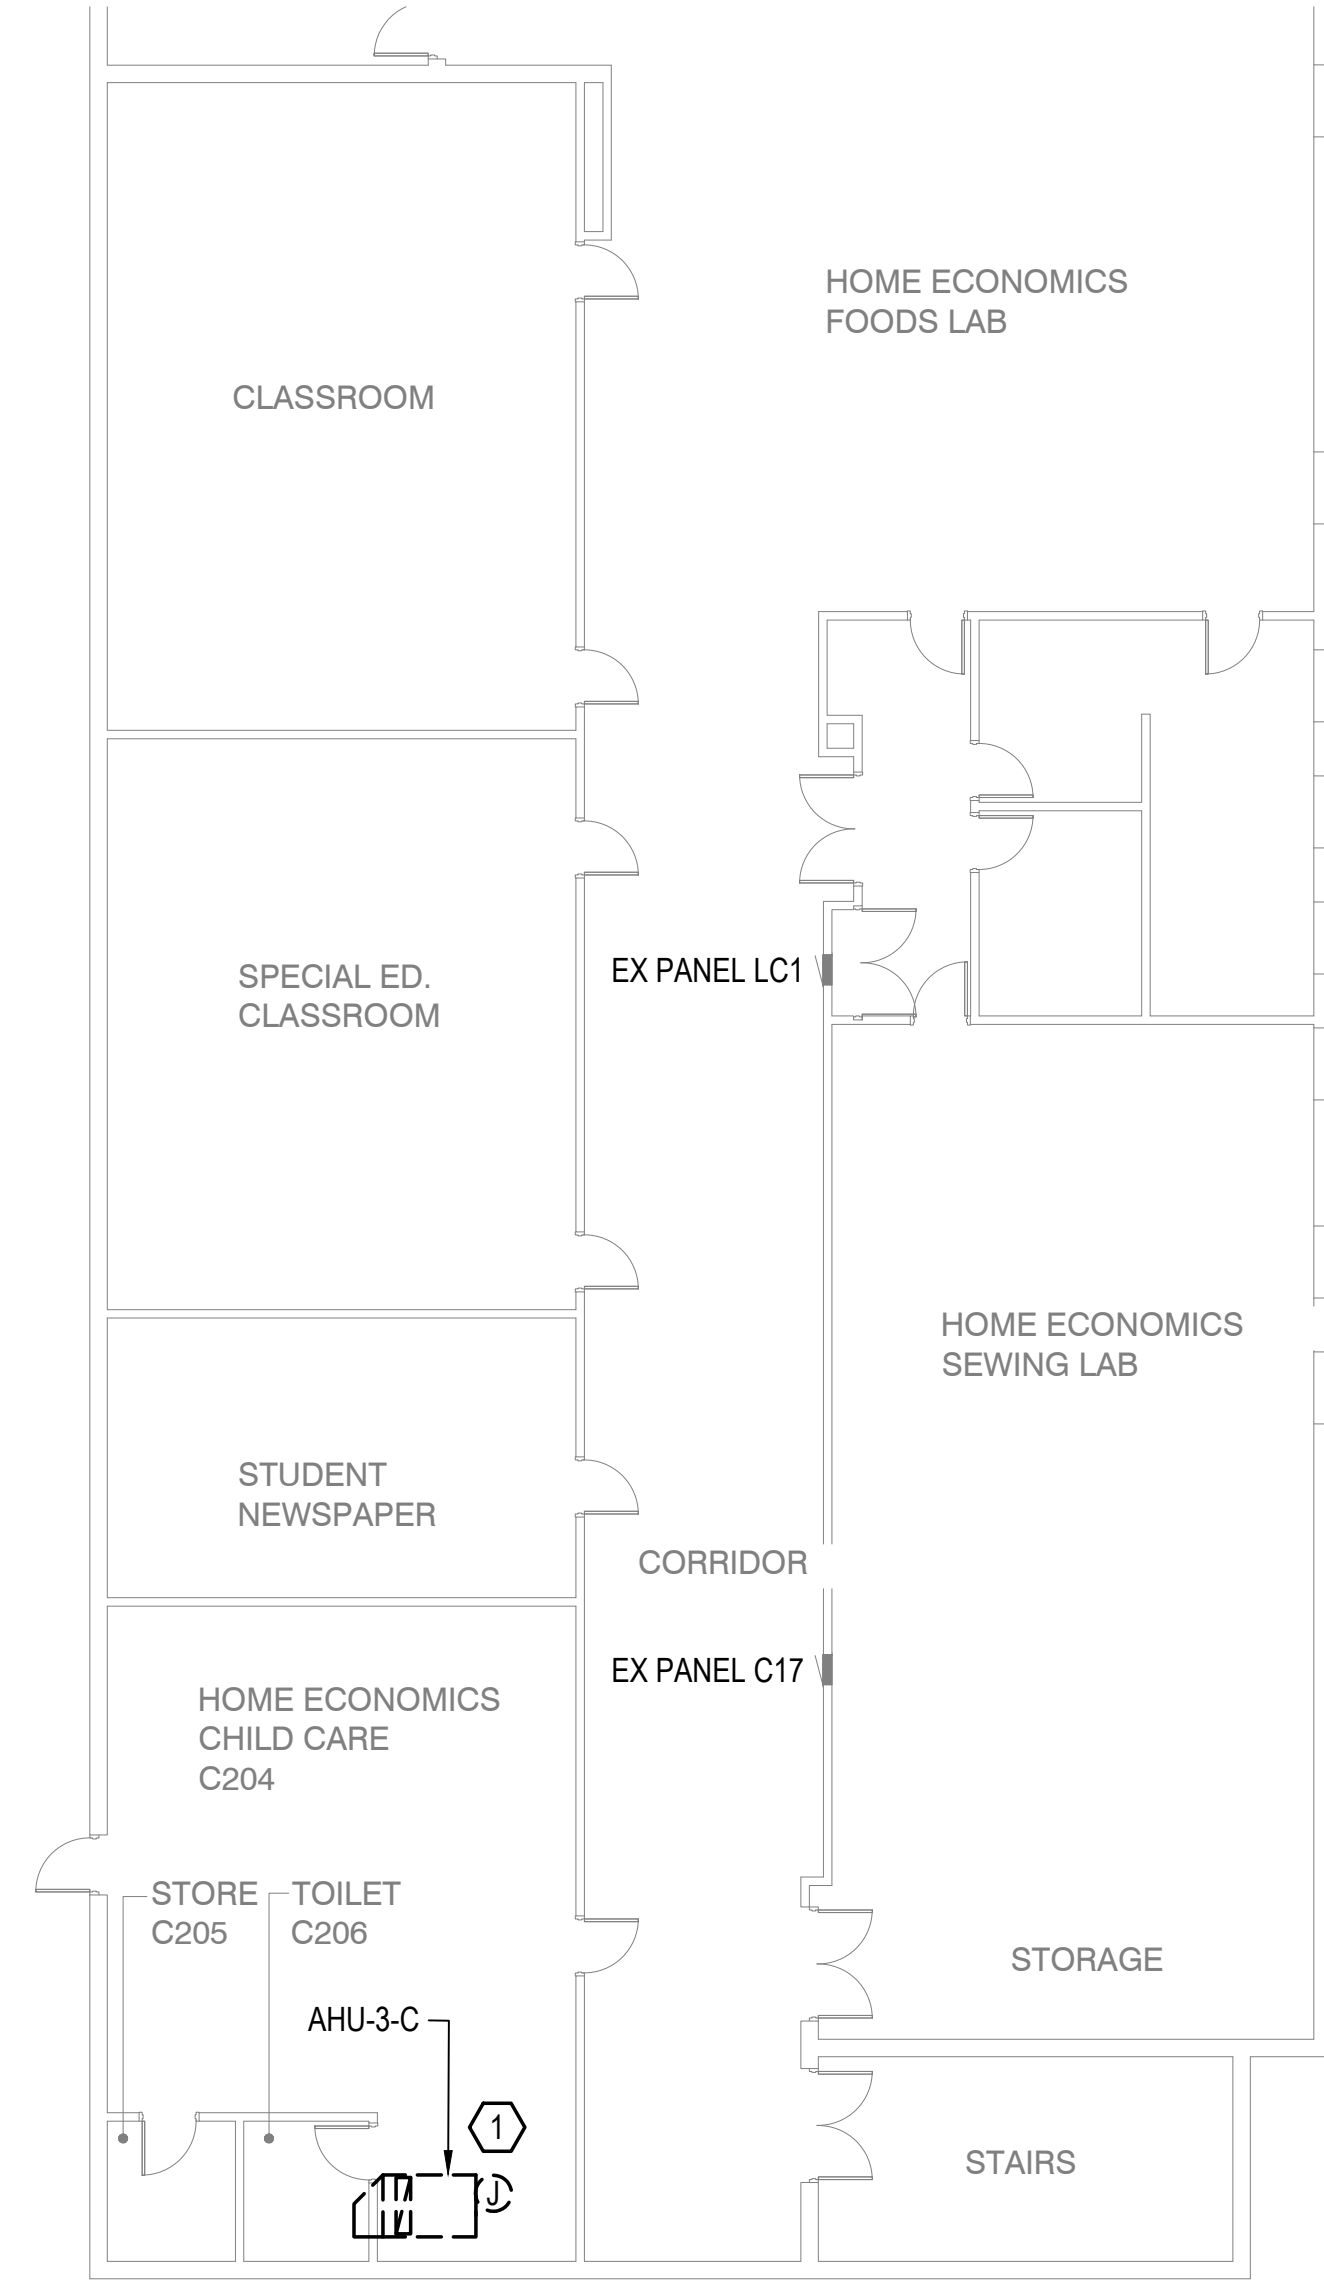 HOME ECONOMICS
FOODS LAB
CLASSROOM
EX PANEL LC1
SPECIAL ED.
CLASSROOM
HOME ECONOMICS
SEWING LAB
STUDENT
NEWSPAPER
CORRIDOR
EX PANEL C17
HOME ECONOMICS
CHILD CARE
C204
STORE
C205
TOILET
C206
STORAGE
AHU-3-C
1
STAIRS
J